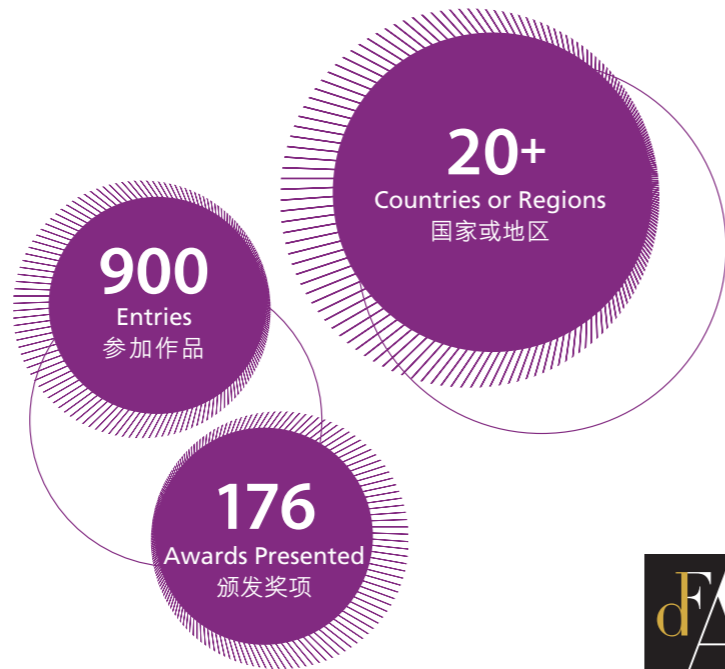 20+
Countries or Regions
国家或地区
900
Entries
参加作品
176
Awards Presented
颁发奖项
dFA